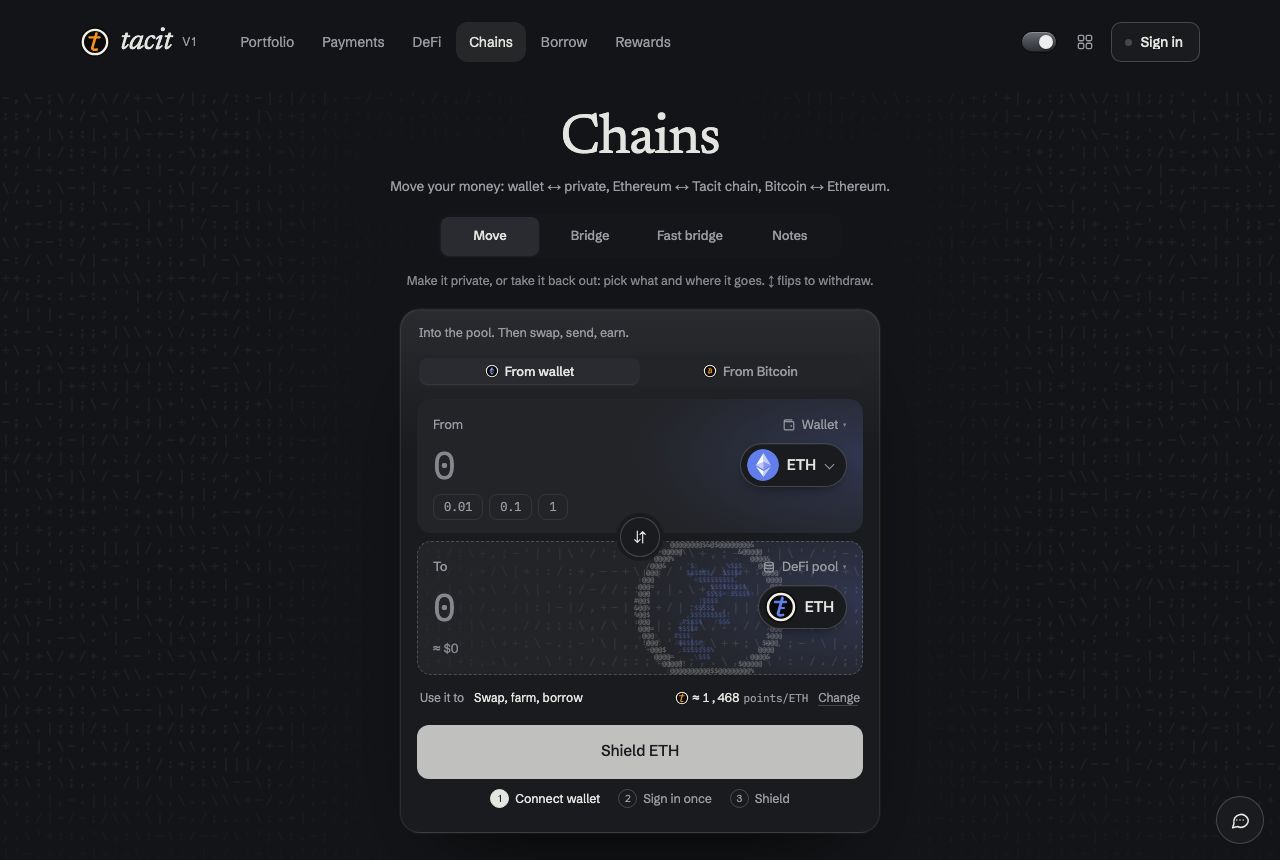 tacit V1 Portfolio Payments DeFi Chains Borrow Rewards Sign in
Chains
Move your money: wallet ↔ private, Ethereum ↔ Tacit chain, Bitcoin ↔ Ethereum.
Move Bridge Fast bridge Notes
Make it private, or take it back out: pick what and where it goes. ↕ flips to withdraw.
Into the pool. Then swap, send, earn.
From wallet From Bitcoin
From Wallet
0 ETH
0.01 0.1 1
To DeFi pool
0 ETH
≈ $0
Use it to Swap, farm, borrow ≈ 1,468 points/ETH Change
Shield ETH
1 Connect wallet 2 Sign in once 3 Shield